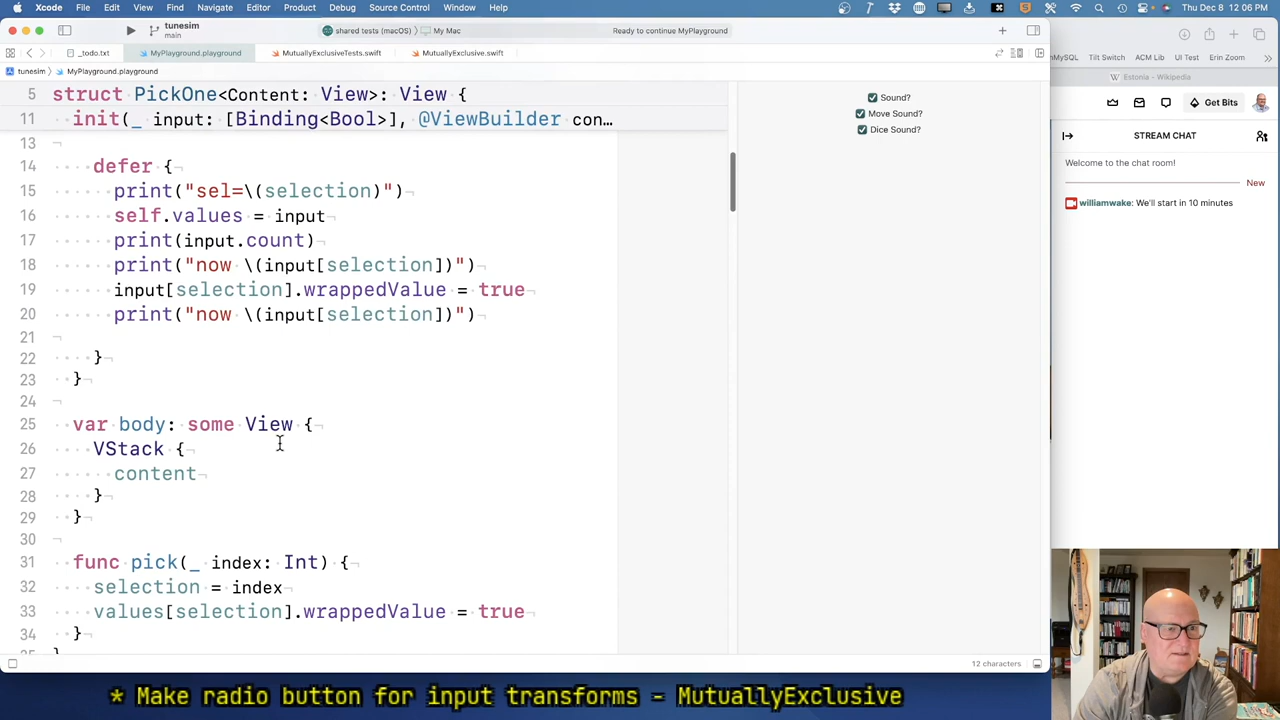 Xcode File Edit View Find Navigate Editor Product Debug Source Control Window Help
Fri May 12:06 PM
tunesim
main
shared tests (macOS) My Mac
Ready to continue MyPlayground
_todo.txt
MyPlayground.playground
MutuallyExclusiveTests.swift
MutuallyExclusive.swift
tunesim MyPlayground.playground
5 struct PickOne<Content: View>: View {
11 init(_ input: [Binding<Bool>], @ViewBuilder con…
13
14 defer {
15 print("sel=\(selection)")
16 self.values = input
17 print(input.count)
18 print("now \(input[selection])")
19 input[selection].wrappedValue = true
20 print("now \(input[selection])")
21
22 }
23 }
24
25 var body: some View {
26 VStack {
27 content
28 }
29 }
30
31 func pick(_ index: Int) {
32 selection = index
33 values[selection].wrappedValue = true
34 }
35 }
12 characters
Sound?
Move Sound?
Dice Sound?
MySQL Tilt Switch ACM Lib UI Test Erin Zoom
Estonia - Wikipedia
Get Bits
STREAM CHAT
Welcome to the chat room!
New
williamwake: We'll start in 10 minutes
* Make radio button for input transforms - MutuallyExclusive